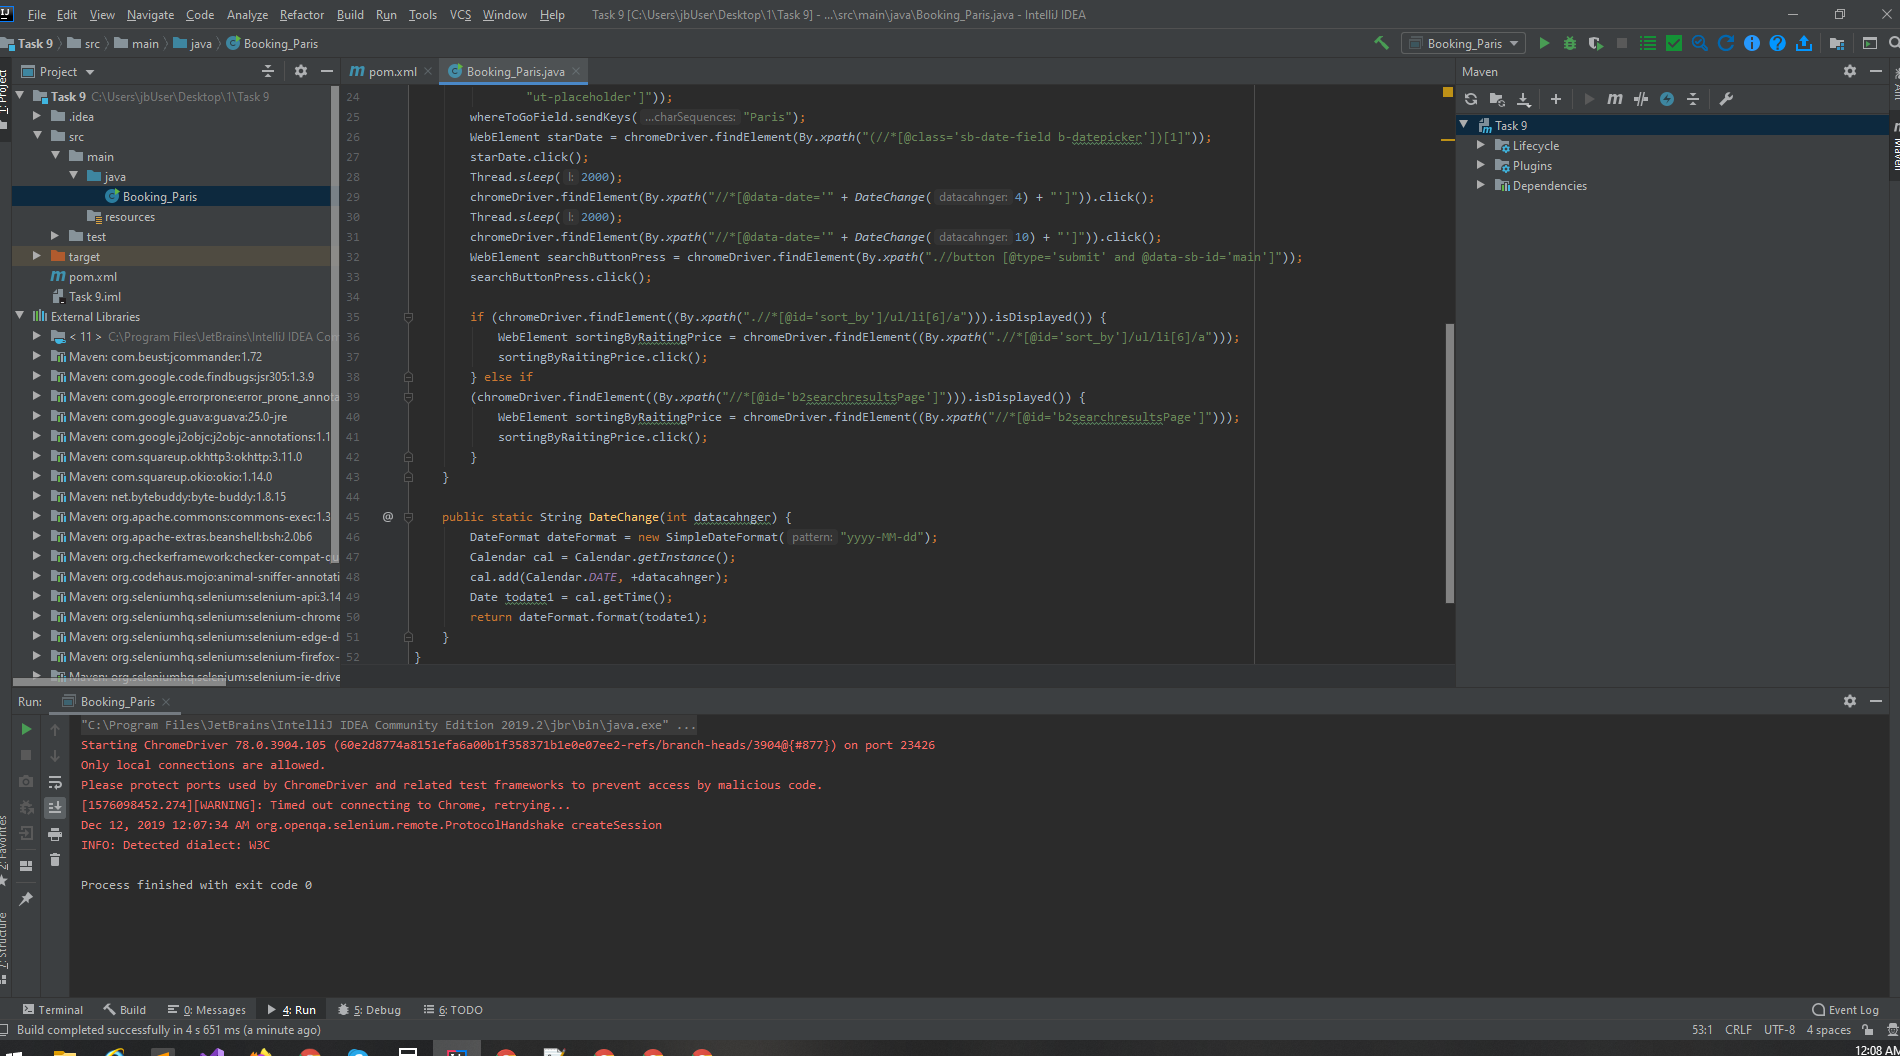 File Edit View Navigate Code Analyze Refactor Build Run Tools VCS Window Help Task 9 [C:\Users\jbUser\Desktop\1\Task 9] - ...\src\main\java\Booking_Paris.java - IntelliJ IDEA
Task 9 src main java Booking_Paris Booking_Paris
Project
pom.xml Booking_Paris.java
Maven
1: Project
Task 9 C:\Users\jbUser\Desktop\1\Task 9
.idea
src
main
java
Booking_Paris
resources
test
target
pom.xml
Task 9.iml
External Libraries
< 11 > C:\Program Files\JetBrains\IntelliJ IDEA Com
Maven: com.beust:jcommander:1.72
Maven: com.google.code.findbugs:jsr305:1.3.9
Maven: com.google.errorprone:error_prone_annota
Maven: com.google.guava:guava:25.0-jre
Maven: com.google.j2objc:j2objc-annotations:1.1
Maven: com.squareup.okhttp3:okhttp:3.11.0
Maven: com.squareup.okio:okio:1.14.0
Maven: net.bytebuddy:byte-buddy:1.8.15
Maven: org.apache.commons:commons-exec:1.3
Maven: org.apache-extras.beanshell:bsh:2.0b6
Maven: org.checkerframework:checker-compat-qu
Maven: org.codehaus.mojo:animal-sniffer-annotati
Maven: org.seleniumhq.selenium:selenium-api:3.14
Maven: org.seleniumhq.selenium:selenium-chrome
Maven: org.seleniumhq.selenium:selenium-edge-d
Maven: org.seleniumhq.selenium:selenium-firefox-
Maven: org.seleniumhq.selenium:selenium-ie-drive
24 "ut-placeholder']"));
25 whereToGoField.sendKeys( ...charSequences: "Paris");
26 WebElement starDate = chromeDriver.findElement(By.xpath("(//*[@class='sb-date-field b-datepicker'])[1]"));
27 starDate.click();
28 Thread.sleep( l: 2000);
29 chromeDriver.findElement(By.xpath("//*[@data-date='" + DateChange( datacahnger: 4) + "']")).click();
30 Thread.sleep( l: 2000);
31 chromeDriver.findElement(By.xpath("//*[@data-date='" + DateChange( datacahnger: 10) + "']")).click();
32 WebElement searchButtonPress = chromeDriver.findElement(By.xpath(".//button [@type='submit' and @data-sb-id='main']"));
33 searchButtonPress.click();
34
35 if (chromeDriver.findElement((By.xpath(".//*[@id='sort_by']/ul/li[6]/a"))).isDisplayed()) {
36 WebElement sortingByRaitingPrice = chromeDriver.findElement((By.xpath(".//*[@id='sort_by']/ul/li[6]/a")));
37 sortingByRaitingPrice.click();
38 } else if
39 (chromeDriver.findElement((By.xpath("//*[@id='b2searchresultsPage']"))).isDisplayed()) {
40 WebElement sortingByRaitingPrice = chromeDriver.findElement((By.xpath("//*[@id='b2searchresultsPage']")));
41 sortingByRaitingPrice.click();
42 }
43 }
44
45 @ public static String DateChange(int datacahnger) {
46 DateFormat dateFormat = new SimpleDateFormat( pattern: "yyyy-MM-dd");
47 Calendar cal = Calendar.getInstance();
48 cal.add(Calendar.DATE, +datacahnger);
49 Date todate1 = cal.getTime();
50 return dateFormat.format(todate1);
51 }
52 }
Task 9
Lifecycle
Plugins
Dependencies
Maven
Run: Booking_Paris
"C:\Program Files\JetBrains\IntelliJ IDEA Community Edition 2019.2\jbr\bin\java.exe" ...
Starting ChromeDriver 78.0.3904.105 (60e2d8774a8151efa6a00b1f358371b1e0e07ee2-refs/branch-heads/3904@{#877}) on port 23426
Only local connections are allowed.
Please protect ports used by ChromeDriver and related test frameworks to prevent access by malicious code.
[1576098452.274][WARNING]: Timed out connecting to Chrome, retrying...
Dec 12, 2019 12:07:34 AM org.openqa.selenium.remote.ProtocolHandshake createSession
INFO: Detected dialect: W3C
Process finished with exit code 0
2: Favorites
7: Structure
Terminal Build 0: Messages 4: Run 5: Debug 6: TODO Event Log
Build completed successfully in 4 s 651 ms (a minute ago) 53:1 CRLF UTF-8 4 spaces
12:08 AM